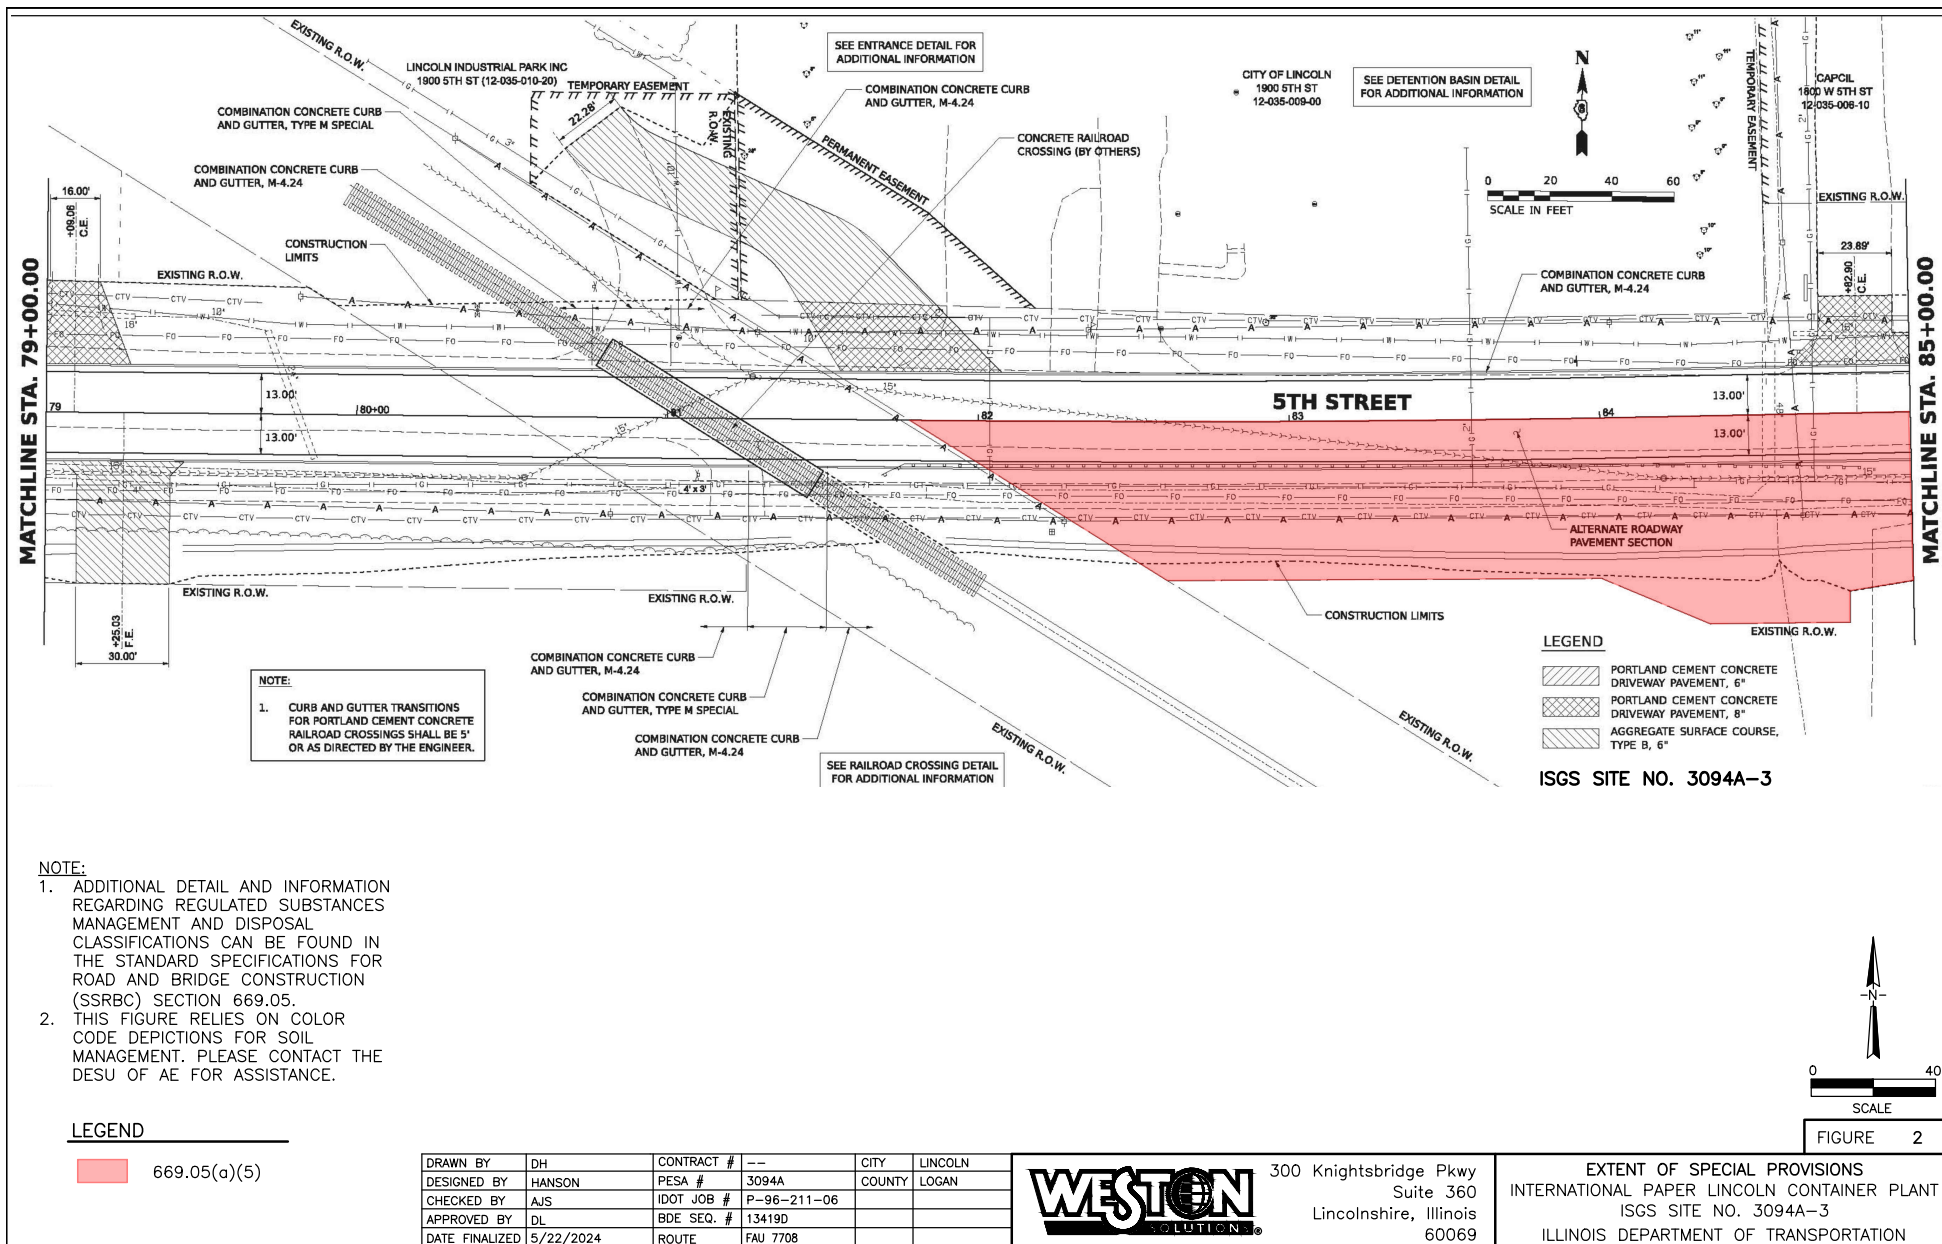 EXISTING R.O.W.
LINCOLN INDUSTRIAL PARK INC
1900 5TH ST (12-035-010-20)
TEMPORARY EASEMENT
22.28'
EXISTING
R.O.W.
PERMANENT EASEMENT
SEE ENTRANCE DETAIL FOR
ADDITIONAL INFORMATION
COMBINATION CONCRETE CURB
AND GUTTER, M-4.24
CONCRETE RAILROAD
CROSSING (BY OTHERS)
CITY OF LINCOLN
1900 5TH ST
12-035-009-00
SEE DETENTION BASIN DETAIL
FOR ADDITIONAL INFORMATION
N
0 20 40 60
SCALE IN FEET
TEMPORARY EASEMENT
CAPCIL
1800 W 5TH ST
12-035-008-10
EXISTING R.O.W.
23.89'
+82.90
C.E.
COMBINATION CONCRETE CURB
AND GUTTER, TYPE M SPECIAL
COMBINATION CONCRETE CURB
AND GUTTER, M-4.24
16.00'
+09.06
C.E.
CONSTRUCTION
LIMITS
EXISTING R.O.W.
COMBINATION CONCRETE CURB
AND GUTTER, M-4.24
MATCHLINE STA. 79+00.00
MATCHLINE STA. 85+00.00
79
80+00
81
82
83
84
5TH STREET
13.00'
13.00'
13.00'
13.00'
15'
15'
15'
4' x 3'
ALTERNATE ROADWAY
PAVEMENT SECTION
CONSTRUCTION LIMITS
EXISTING R.O.W.
EXISTING R.O.W.
EXISTING R.O.W.
+25.03
F.E.
30.00'
COMBINATION CONCRETE CURB
AND GUTTER, M-4.24
COMBINATION CONCRETE CURB
AND GUTTER, TYPE M SPECIAL
COMBINATION CONCRETE CURB
AND GUTTER, M-4.24
NOTE:
1. CURB AND GUTTER TRANSITIONS
FOR PORTLAND CEMENT CONCRETE
RAILROAD CROSSINGS SHALL BE 5'
OR AS DIRECTED BY THE ENGINEER.
SEE RAILROAD CROSSING DETAIL
FOR ADDITIONAL INFORMATION
EXISTING R.O.W.
EXISTING R.O.W.
LEGEND
PORTLAND CEMENT CONCRETE
DRIVEWAY PAVEMENT, 6"
PORTLAND CEMENT CONCRETE
DRIVEWAY PAVEMENT, 8"
AGGREGATE SURFACE COURSE,
TYPE B, 6"
ISGS SITE NO. 3094A-3
NOTE:
1. ADDITIONAL DETAIL AND INFORMATION
REGARDING REGULATED SUBSTANCES
MANAGEMENT AND DISPOSAL
CLASSIFICATIONS CAN BE FOUND IN
THE STANDARD SPECIFICATIONS FOR
ROAD AND BRIDGE CONSTRUCTION
(SSRBC) SECTION 669.05.
2. THIS FIGURE RELIES ON COLOR
CODE DEPICTIONS FOR SOIL
MANAGEMENT. PLEASE CONTACT THE
DESU OF AE FOR ASSISTANCE.
LEGEND
669.05(a)(5)
-N-
0 40
SCALE
FIGURE 2
DRAWN BY DH CONTRACT # -- CITY LINCOLN
DESIGNED BY HANSON PESA # 3094A COUNTY LOGAN
CHECKED BY AJS IDOT JOB # P-96-211-06
APPROVED BY DL BDE SEQ. # 13419D
DATE FINALIZED 5/22/2024 ROUTE FAU 7708
WESTON
SOLUTIONS®
300 Knightsbridge Pkwy
Suite 360
Lincolnshire, Illinois
60069
EXTENT OF SPECIAL PROVISIONS
INTERNATIONAL PAPER LINCOLN CONTAINER PLANT
ISGS SITE NO. 3094A-3
ILLINOIS DEPARTMENT OF TRANSPORTATION